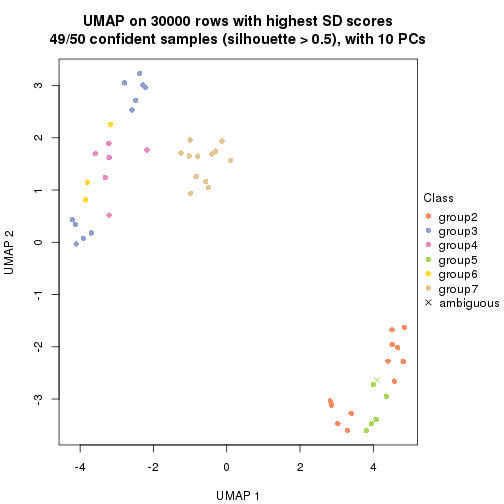 UMAP on 30000 rows with highest SD scores
49/50 confident samples (silhouette > 0.5), with 10 PCs
3
2
1
0
-1
-2
-3
UMAP 2
-4
-2
0
2
4
UMAP 1
Class
group2
group3
group4
group5
group6
group7
ambiguous